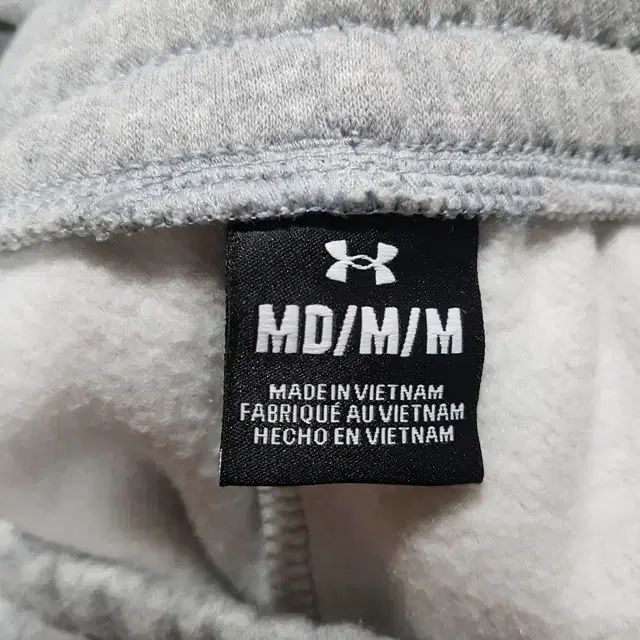 MD/M/M
MADE IN VIETNAM
FABRIQUÉ AU VIETNAM
HECHO EN VIETNAM